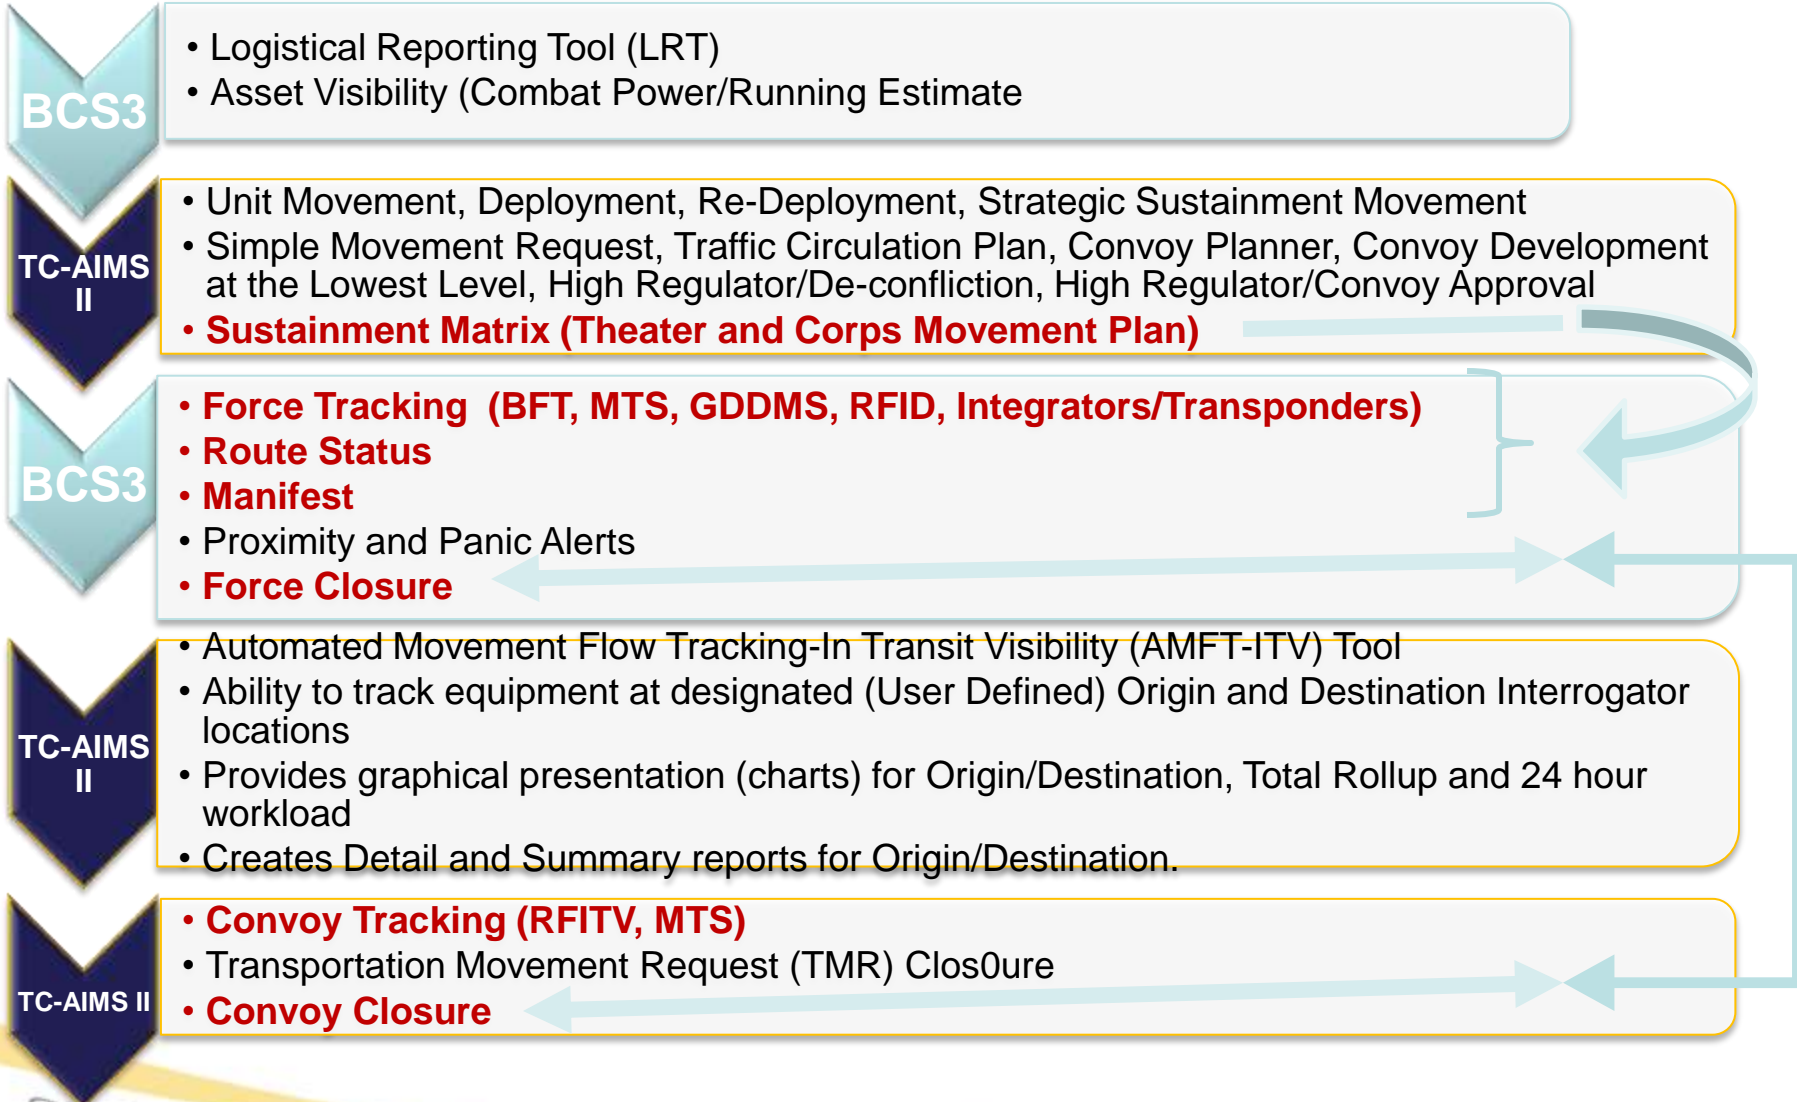 BCS3
• Logistical Reporting Tool (LRT)
• Asset Visibility (Combat Power/Running Estimate
TC-AIMS
II
• Unit Movement, Deployment, Re-Deployment, Strategic Sustainment Movement
• Simple Movement Request, Traffic Circulation Plan, Convoy Planner, Convoy Development
at the Lowest Level, High Regulator/De-confliction, High Regulator/Convoy Approval
• Sustainment Matrix (Theater and Corps Movement Plan)
BCS3
• Force Tracking (BFT, MTS, GDDMS, RFID, Integrators/Transponders)
• Route Status
• Manifest
• Proximity and Panic Alerts
• Force Closure
TC-AIMS
II
• Automated Movement Flow Tracking-In Transit Visibility (AMFT-ITV) Tool
• Ability to track equipment at designated (User Defined) Origin and Destination Interrogator
locations
• Provides graphical presentation (charts) for Origin/Destination, Total Rollup and 24 hour
workload
• Creates Detail and Summary reports for Origin/Destination.
TC-AIMS II
• Convoy Tracking (RFITV, MTS)
• Transportation Movement Request (TMR) Clos0ure
• Convoy Closure